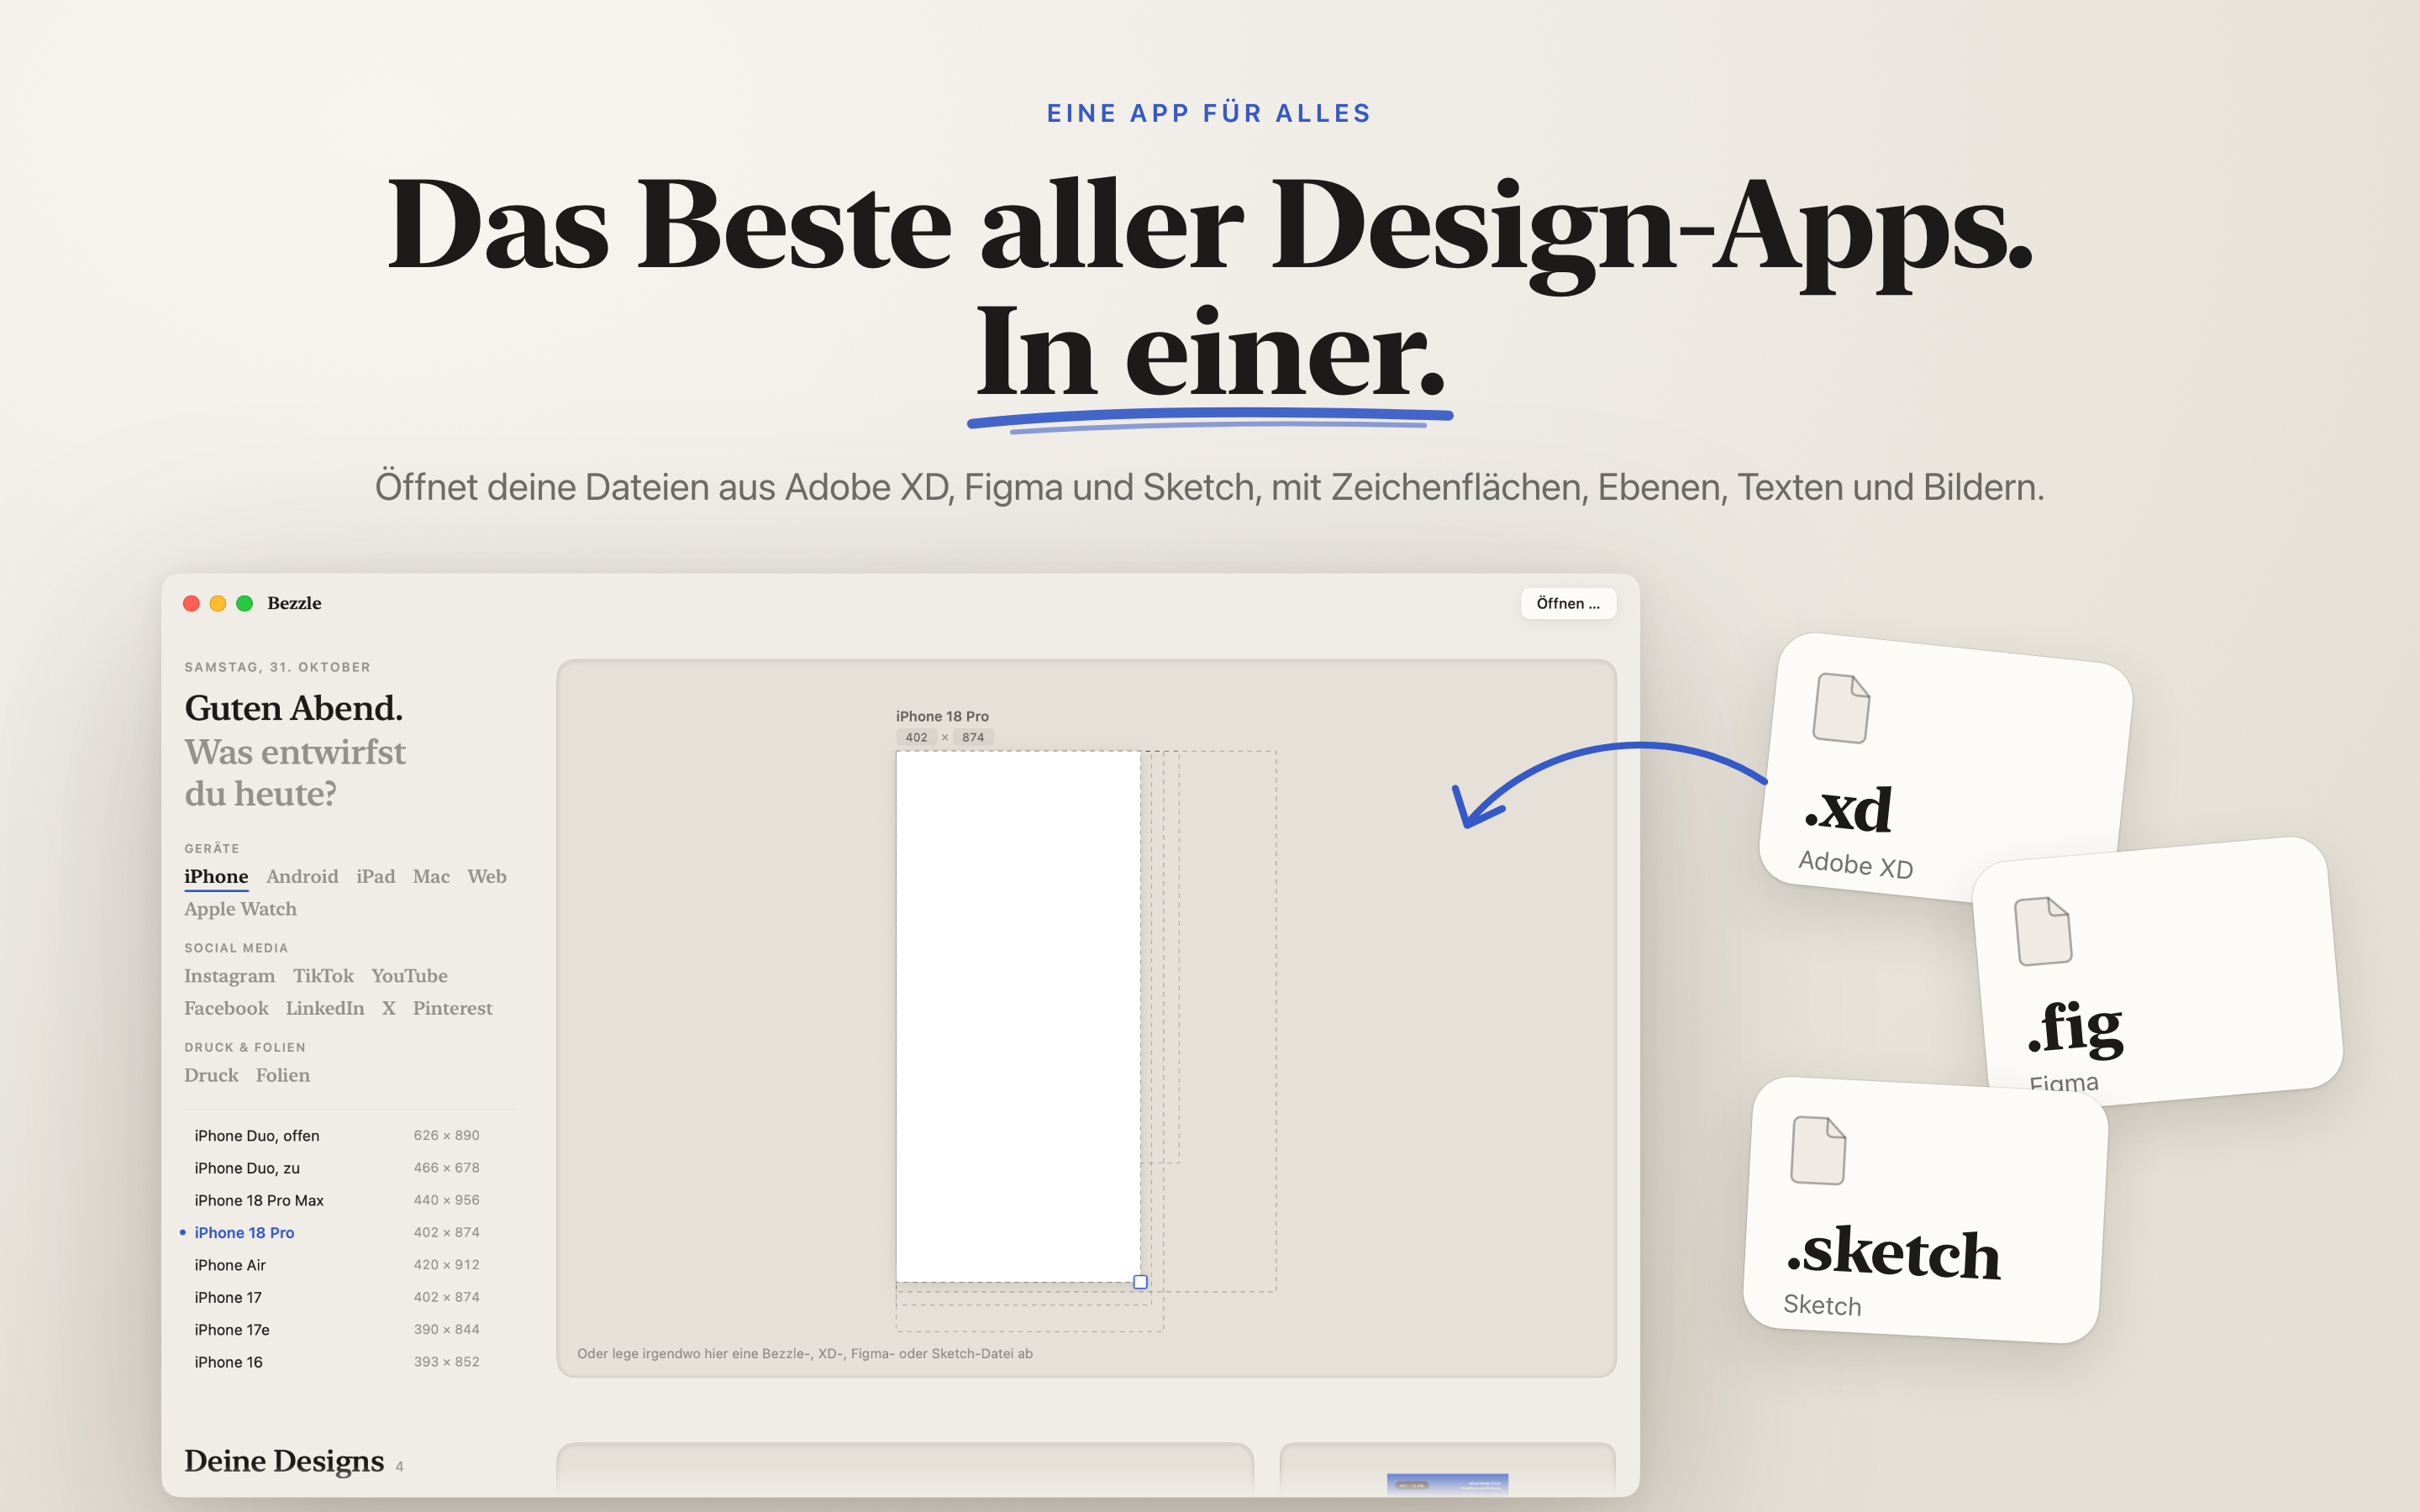 EINE APP FÜR ALLES
Das Beste aller Design-Apps.
In einer.
Öffnet deine Dateien aus Adobe XD, Figma und Sketch, mit Zeichenflächen, Ebenen, Texten und Bildern.
Bezzle
Öffnen ...
SAMSTAG, 31. OKTOBER
Guten Abend.
Was entwirfst
du heute?
GERÄTE
iPhone Android iPad Mac Web
Apple Watch
SOCIAL MEDIA
Instagram TikTok YouTube
Facebook LinkedIn X Pinterest
DRUCK & FOLIEN
Druck Folien
iPhone Duo, offen 626 × 890
iPhone Duo, zu 466 × 678
iPhone 18 Pro Max 440 × 956
iPhone 18 Pro 402 × 874
iPhone Air 420 × 912
iPhone 17 402 × 874
iPhone 17e 390 × 844
iPhone 16 393 × 852
Deine Designs 4
iPhone 18 Pro
402 × 874
Oder lege irgendwo hier eine Bezzle-, XD-, Figma- oder Sketch-Datei ab
.xd
Adobe XD
.fig
Figma
.sketch
Sketch